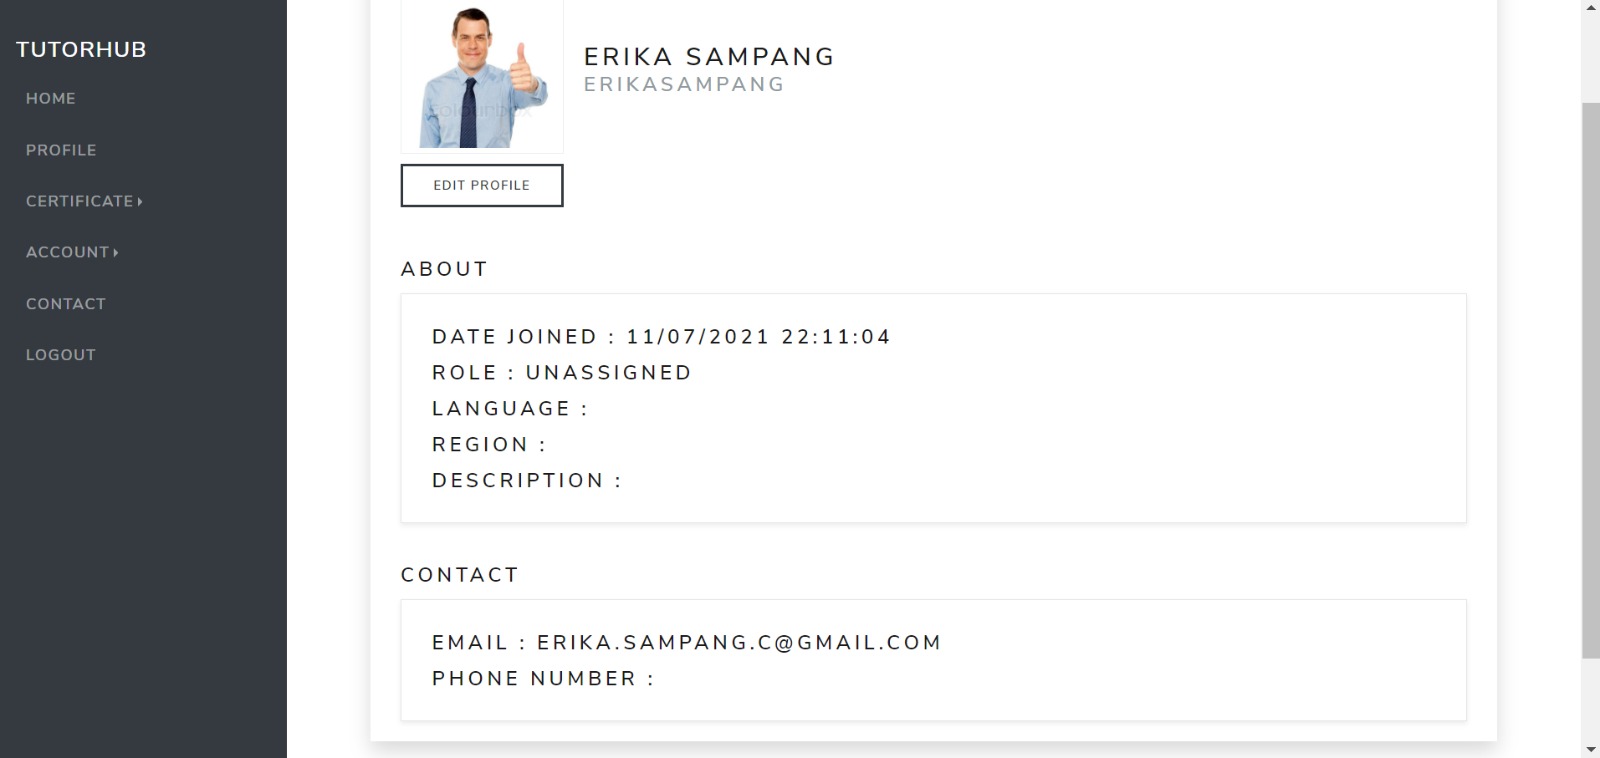 TUTORHUB
HOME
PROFILE
CERTIFICATE
ACCOUNT
CONTACT
LOGOUT
colourbox
ERIKA SAMPANG
ERIKASAMPANG
EDIT PROFILE
ABOUT
DATE JOINED : 11/07/2021 22:11:04
ROLE : UNASSIGNED
LANGUAGE :
REGION :
DESCRIPTION :
CONTACT
EMAIL : ERIKA.SAMPANG.C@GMAIL.COM
PHONE NUMBER :